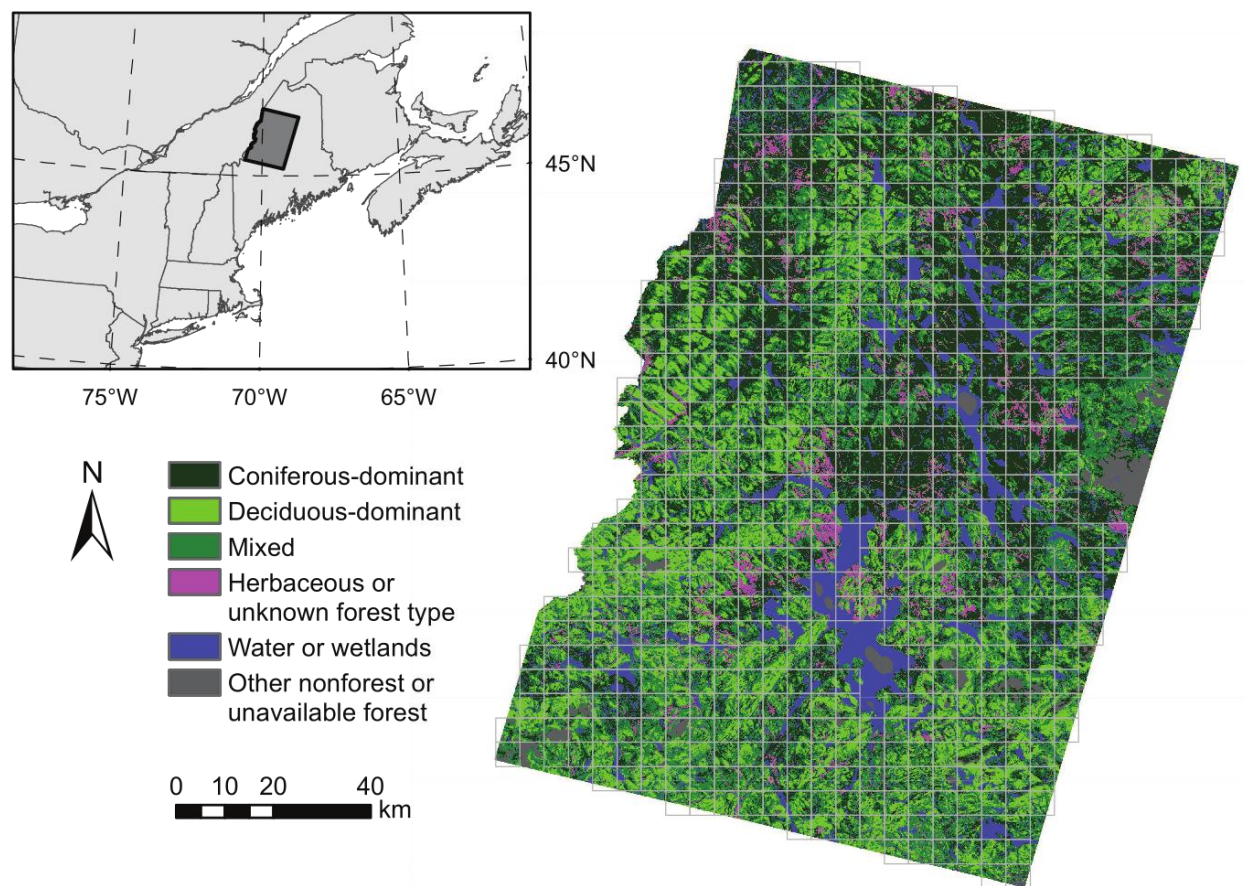 45°N
40°N
75°W 70°W 65°W
N
Coniferous-dominant
Deciduous-dominant
Mixed
Herbaceous or
unknown forest type
Water or wetlands
Other nonforest or
unavailable forest
0 10 20 40
km